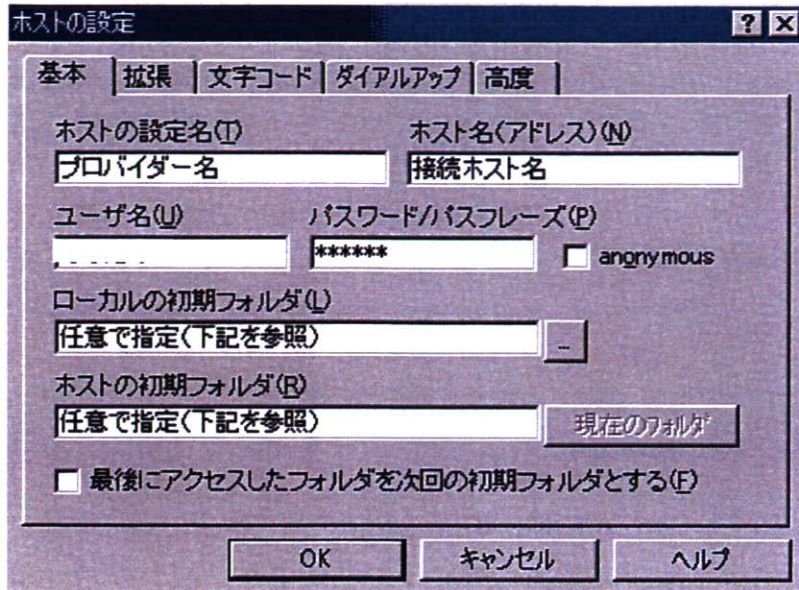 ホストの設定
基本 拡張 文字コード ダイアルアップ 高度
ホストの設定名(T) ホスト名(アドレス)(N)
プロバイダー名 接続ホスト名
ユーザ名(U) パスワード/パスフレーズ(P)
****** anonymous
ローカルの初期フォルダ(L)
任意で指定(下記を参照) ...
ホストの初期フォルダ(R)
任意で指定(下記を参照) 現在のフォルダ
最後にアクセスしたフォルダを次回の初期フォルダとする(F)
OK キャンセル ヘルプ